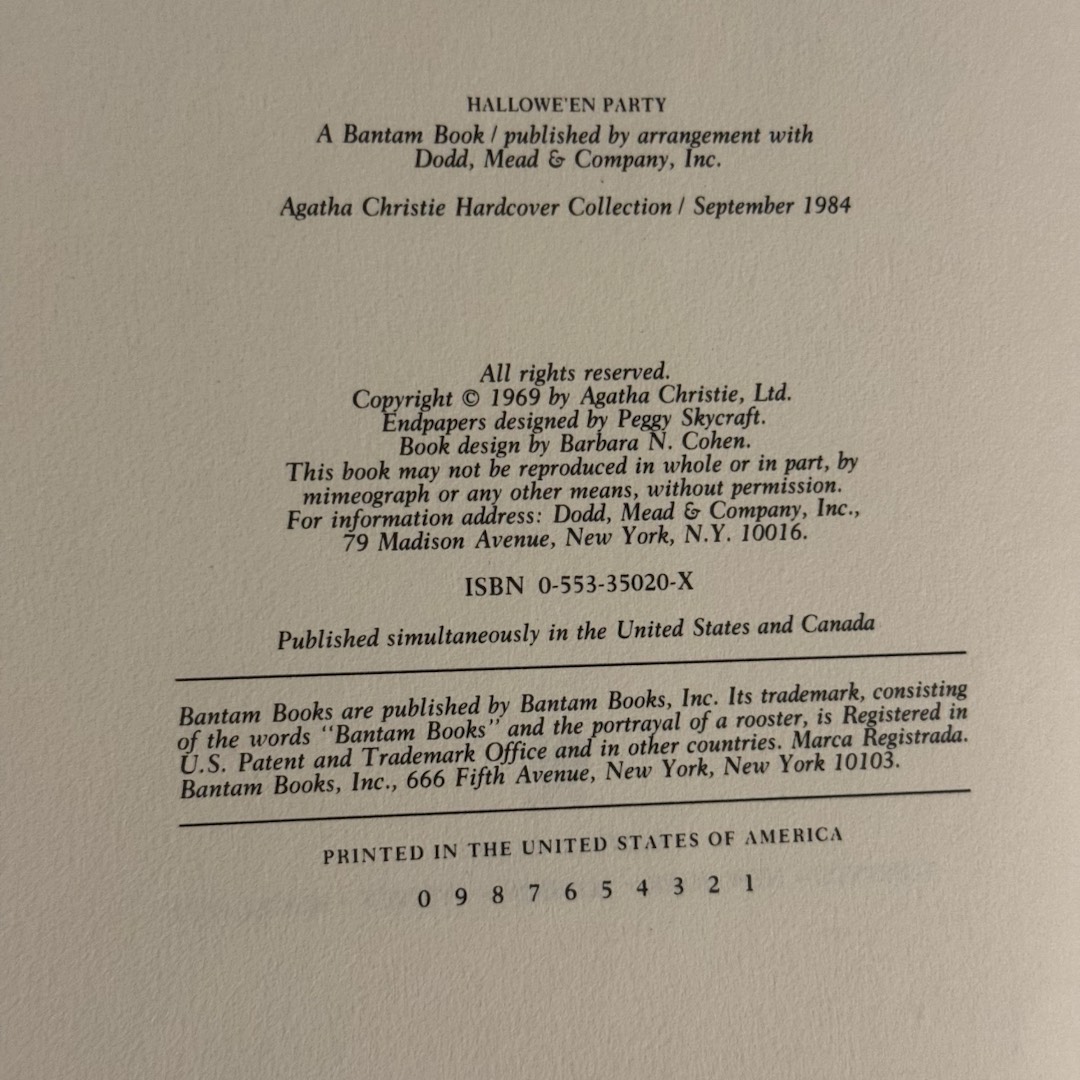 HALLOWE'EN PARTY
A Bantam Book / published by arrangement with
Dodd, Mead & Company, Inc.
Agatha Christie Hardcover Collection / September 1984
All rights reserved.
Copyright © 1969 by Agatha Christie, Ltd.
Endpapers designed by Peggy Skycraft.
Book design by Barbara N. Cohen.
This book may not be reproduced in whole or in part, by
mimeograph or any other means, without permission.
For information address: Dodd, Mead & Company, Inc.,
79 Madison Avenue, New York, N.Y. 10016.
ISBN 0-553-35020-X
Published simultaneously in the United States and Canada
Bantam Books are published by Bantam Books, Inc. Its trademark, consisting
of the words "Bantam Books" and the portrayal of a rooster, is Registered in
U.S. Patent and Trademark Office and in other countries. Marca Registrada.
Bantam Books, Inc., 666 Fifth Avenue, New York, New York 10103.
PRINTED IN THE UNITED STATES OF AMERICA
0 9 8 7 6 5 4 3 2 1